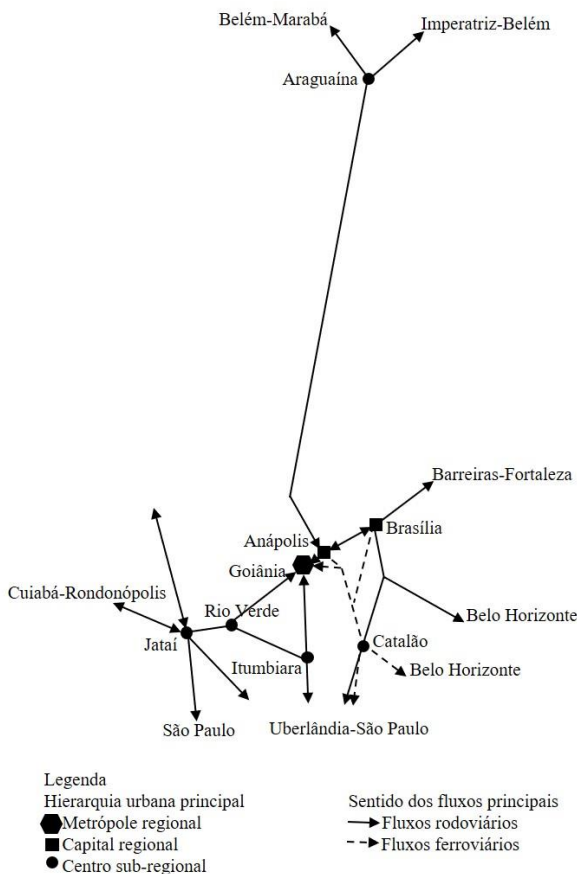 Belém-Marabá
Imperatriz-Belém
Araguaína
Barreiras-Fortaleza
Brasília
Anápolis
Goiânia
Cuiabá-Rondonópolis
Rio Verde
Belo Horizonte
Jataí
Catalão
Itumbiara
Belo Horizonte
São Paulo
Uberlândia-São Paulo
Legenda
Hierarquia urbana principal
Metrópole regional
Capital regional
Centro sub-regional
Sentido dos fluxos principais
Fluxos rodoviários
Fluxos ferroviários